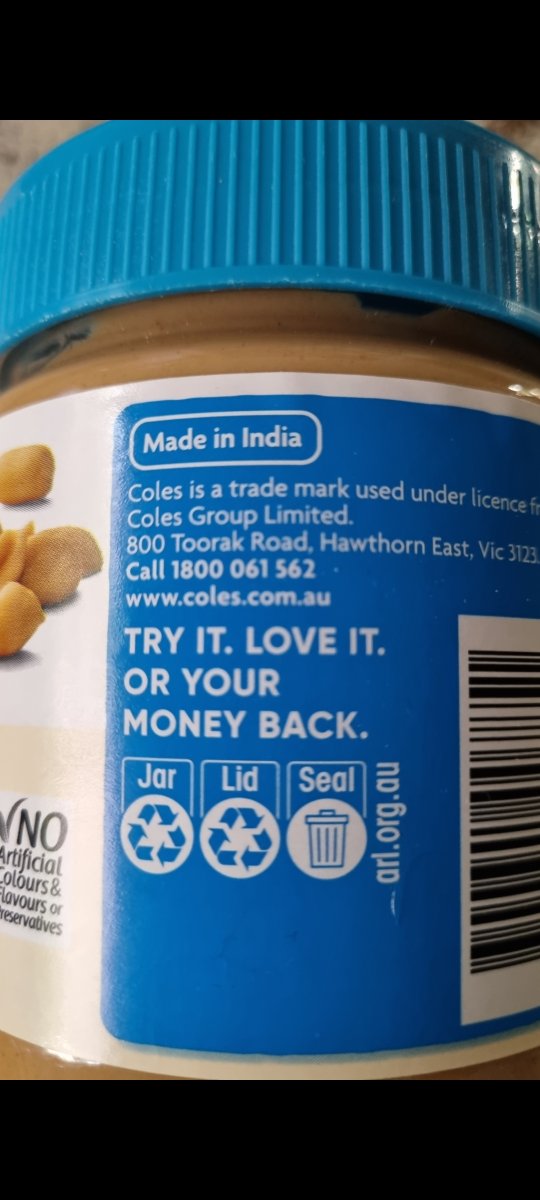 Made in India
Coles is a trade mark used under licence
Coles Group Limited.
800 Toorak Road, Hawthorn East, Vic 3123.
Call 1800 061 562
www.coles.com.au
TRY IT. LOVE IT.
OR YOUR
MONEY BACK.
Jar Lid Seal
arl.org.au
NO
Artificial
Colours &
Flavours or
Preservatives